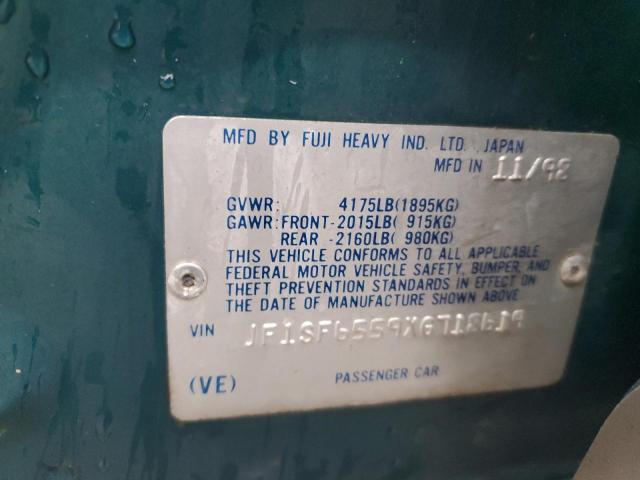 MFD BY FUJI HEAVY IND. LTD. JAPAN
MFD IN 11/98
GVWR: 4175LB(1895KG)
GAWR:FRONT-2015LB( 915KG)
REAR -2160LB( 980KG)
THIS VEHICLE CONFORMS TO ALL APPLICABLE
FEDERAL MOTOR VEHICLE SAFETY, BUMPER, AND
THEFT PREVENTION STANDARDS IN EFFECT ON
THE DATE OF MANUFACTURE SHOWN ABOVE.
VIN
(VE) PASSENGER CAR